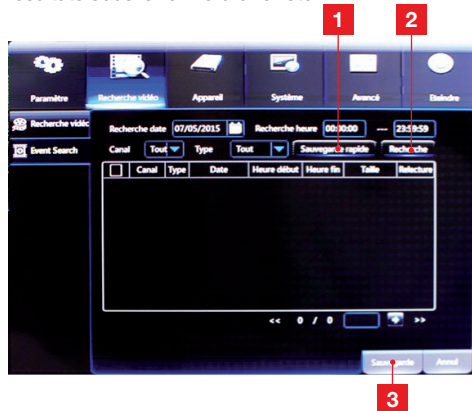 1 2
Paramètre Recherche vidéo Appareil Système Avancé Eteindre
Recherche vidéo Recherche date 07/05/2015 Recherche heure 00:00:00 --- 23:59:59
Event Search Canal Tout Type Tout Sauvegarde rapide Recherche
Canal Type Date Heure début Heure fin Taille Relecture
<< 0 / 0 >>
Sauvegarde Annul
3